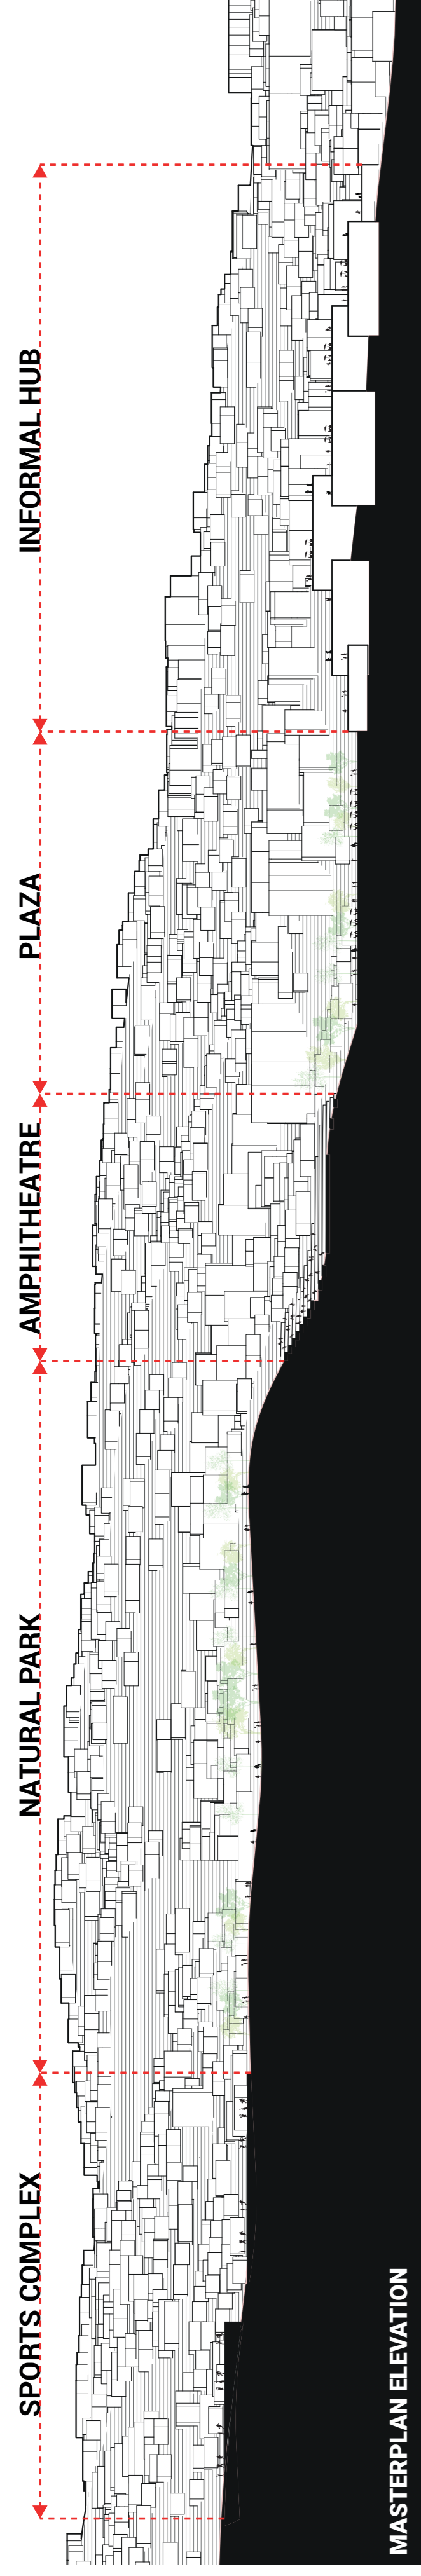 SPORTS COMPLEX
NATURAL PARK
AMPHITHEATRE
PLAZA
INFORMAL HUB
MASTERPLAN ELEVATION